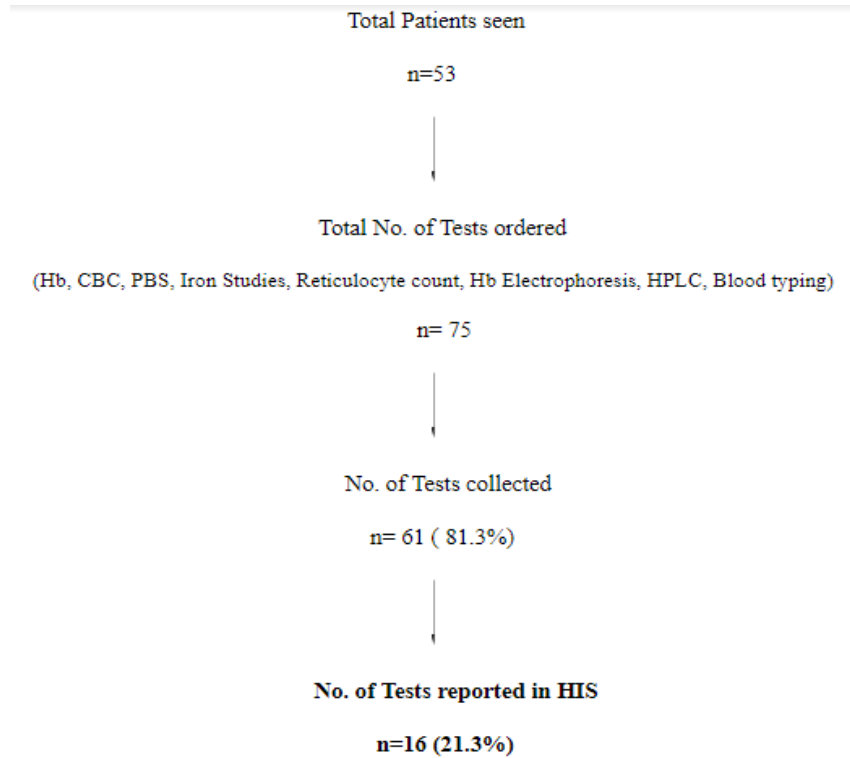 Total Patients seen
n=53
Total No. of Tests ordered
(Hb, CBC, PBS, Iron Studies, Reticulocyte count, Hb Electrophoresis, HPLC, Blood typing)
n= 75
No. of Tests collected
n= 61 ( 81.3%)
No. of Tests reported in HIS
n=16 (21.3%)